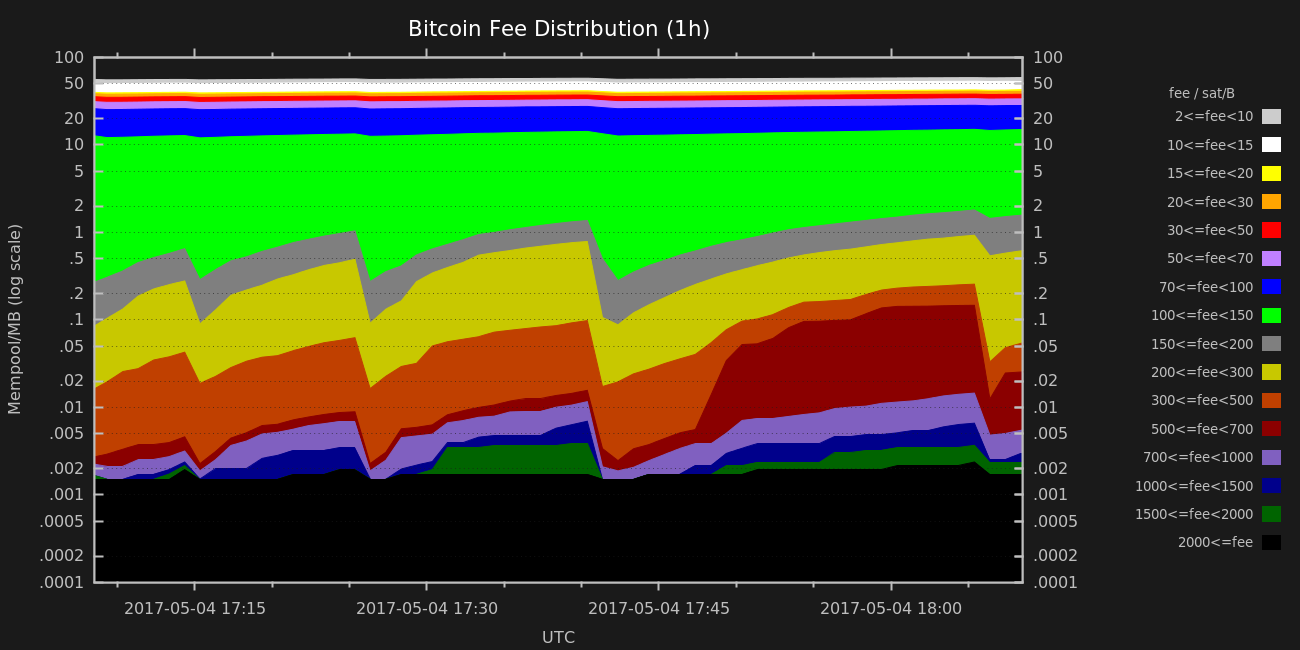 Bitcoin Fee Distribution (1h)
Mempool/MB (log scale)
100
50
20
10
5
2
1
.5
.2
.1
.05
.02
.01
.005
.002
.001
.0005
.0002
.0001
100
50
20
10
5
2
1
.5
.2
.1
.05
.02
.01
.005
.002
.001
.0005
.0002
.0001
fee / sat/B
2<=fee<10
10<=fee<15
15<=fee<20
20<=fee<30
30<=fee<50
50<=fee<70
70<=fee<100
100<=fee<150
150<=fee<200
200<=fee<300
300<=fee<500
500<=fee<700
700<=fee<1000
1000<=fee<1500
1500<=fee<2000
2000<=fee
2017-05-04 17:15 2017-05-04 17:30 2017-05-04 17:45 2017-05-04 18:00
UTC